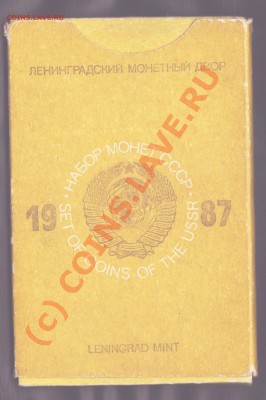 ЛЕНИНГРАДСКИЙ МОНЕТНЫЙ ДВОР
НАБОР МОНЕТ СССР
19 87
SET OF COINS OF THE USSR
LENINGRAD MINT
(c) COINS.LAVE.RU